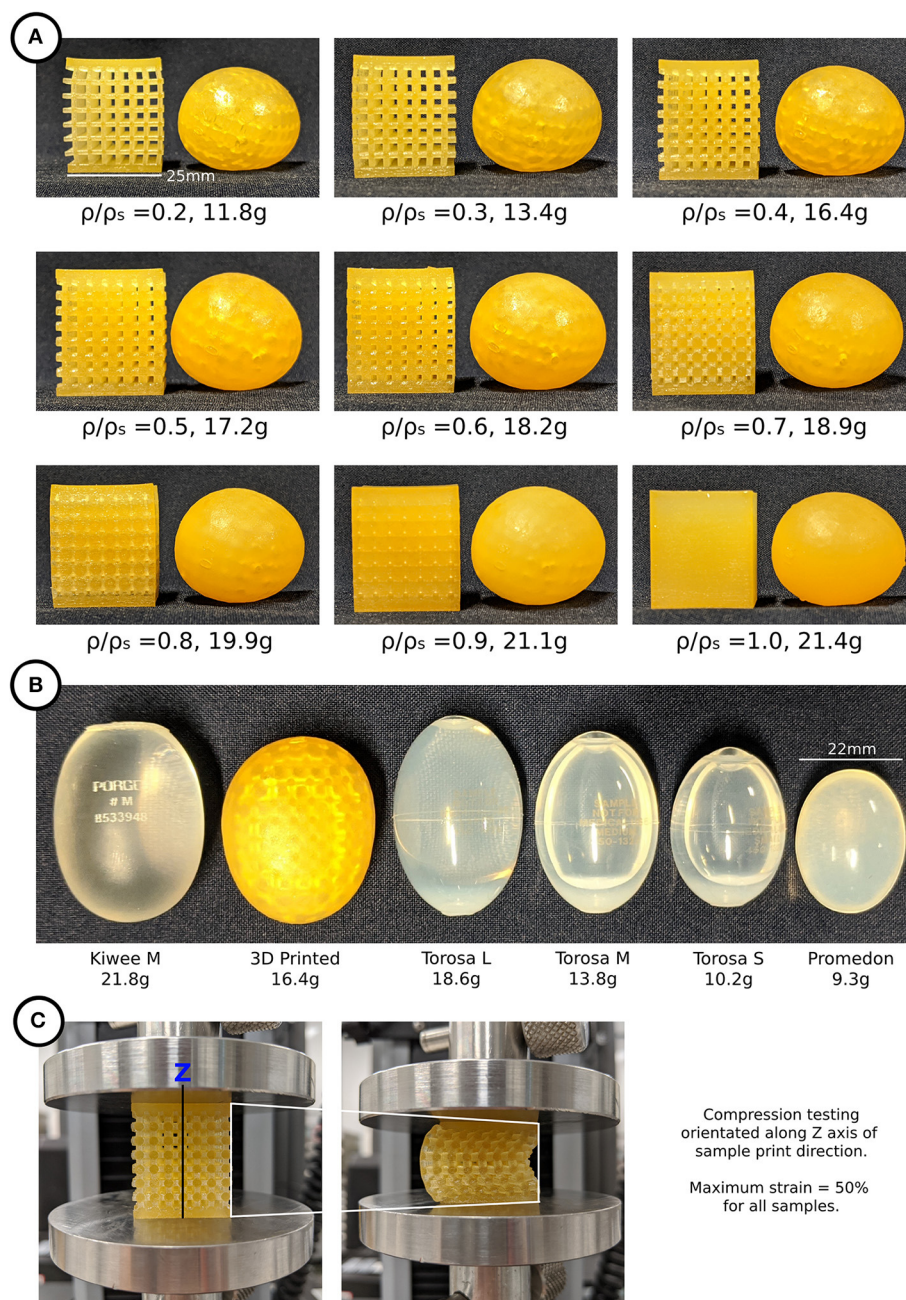 A
25mm
ρ/ρs =0.2, 11.8g
ρ/ρs =0.3, 13.4g
ρ/ρs =0.4, 16.4g
ρ/ρs =0.5, 17.2g
ρ/ρs =0.6, 18.2g
ρ/ρs =0.7, 18.9g
ρ/ρs =0.8, 19.9g
ρ/ρs =0.9, 21.1g
ρ/ρs =1.0, 21.4g
B
22mm
# M
Kiwee M
21.8g
3D Printed
16.4g
Torosa L
18.6g
Torosa M
13.8g
Torosa S
10.2g
Promedon
9.3g
C
Z
Compression testing
orientated along Z axis of
sample print direction.
Maximum strain = 50%
for all samples.